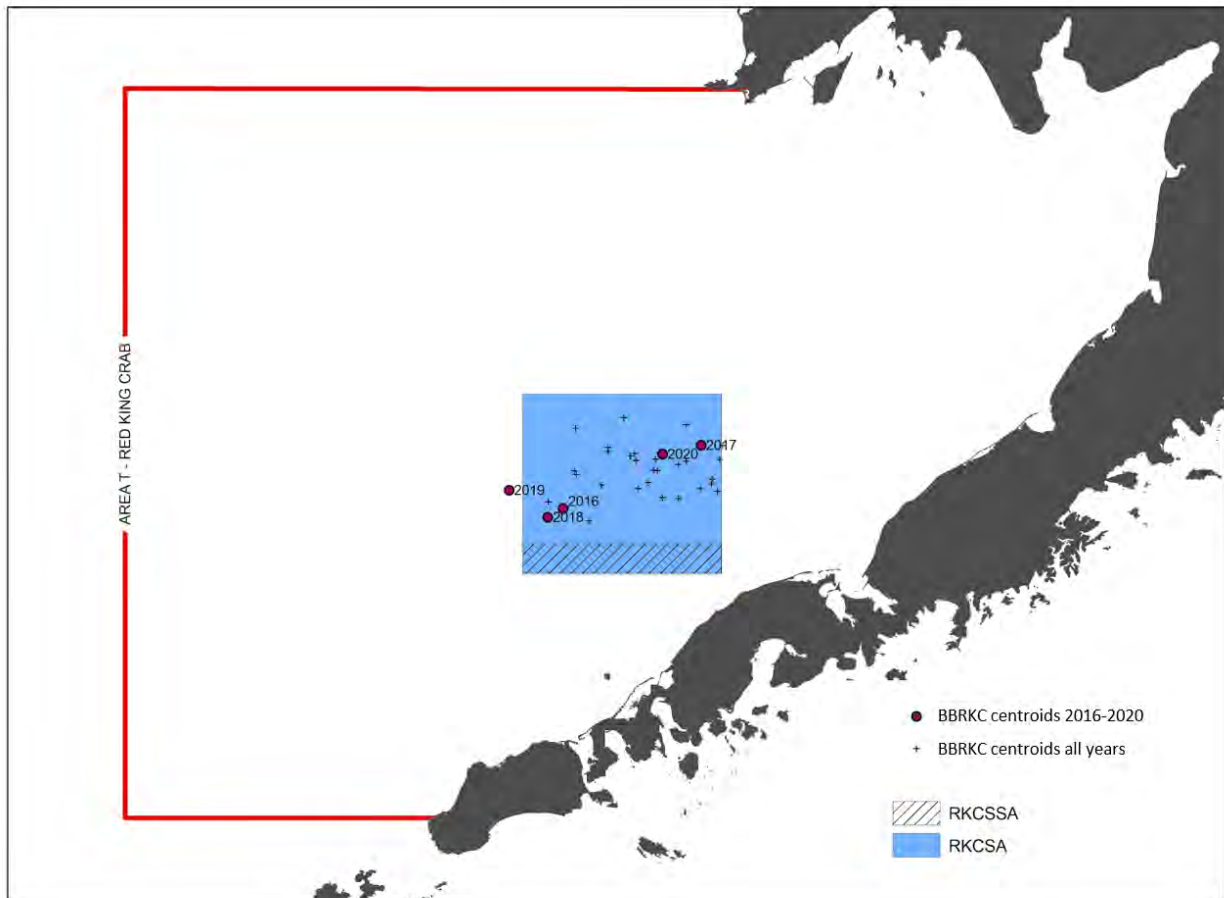 AREA T - RED KING CRAB
2017
2020
2019
2016
2018
BBRKC centroids 2016-2020
BBRKC centroids all years
RKCSSA
RKCSA